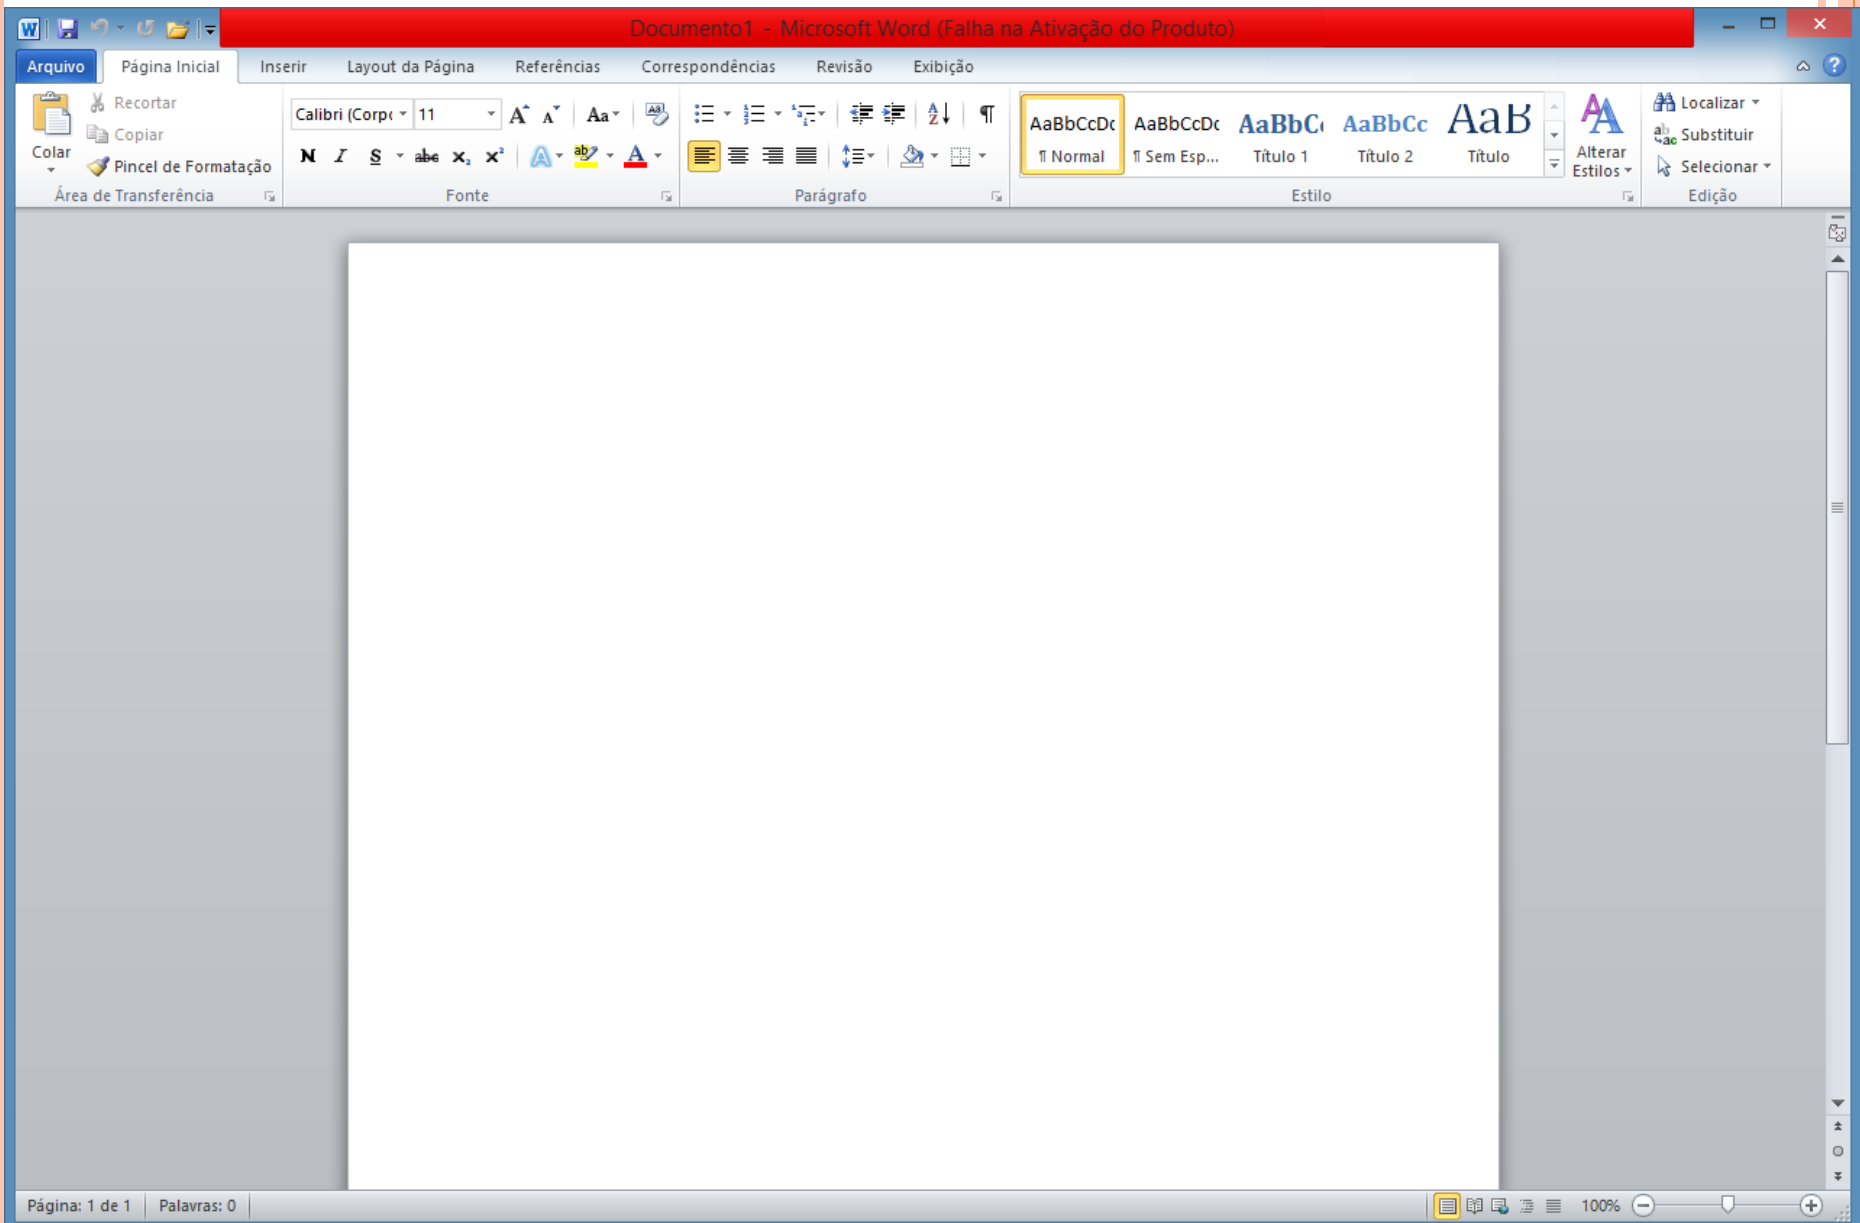 Documento1 - Microsoft Word (Falha na Ativação do Produto)
Arquivo Página Inicial Inserir Layout da Página Referências Correspondências Revisão Exibição
Colar
Recortar
Copiar
Pincel de Formatação
Área de Transferência
Calibri (Corpo 11
Aa
N I S abc x₂ x²
Fonte
Parágrafo
AaBbCcDc AaBbCcDc AaBbC AaBbCc AaB
¶ Normal ¶ Sem Esp... Título 1 Título 2 Título
Alterar
Estilos
Estilo
Localizar
Substituir
Selecionar
Edição
Página: 1 de 1 Palavras: 0 100%